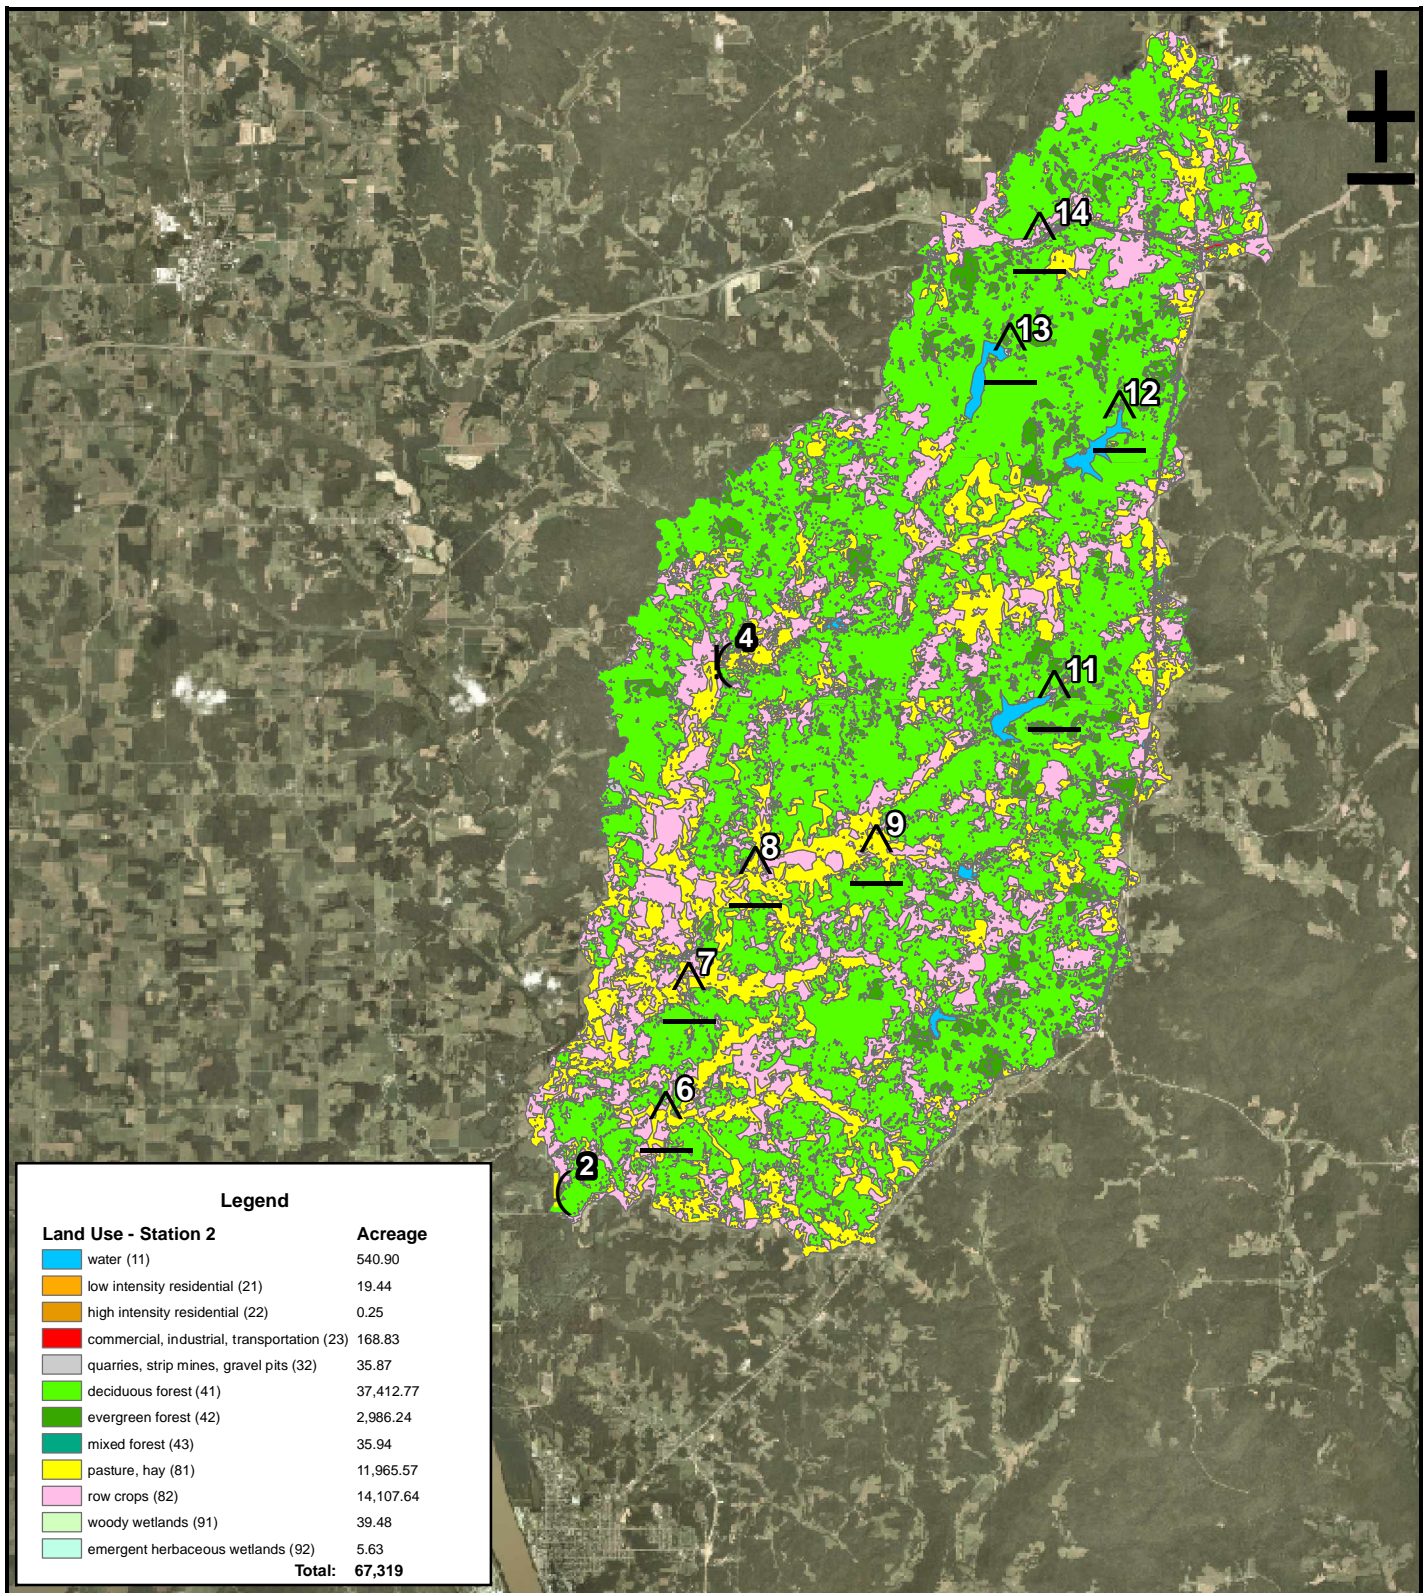 14
13
12
4
11
9
8
7
6
2
Legend
Land Use - Station 2 Acreage
water (11) 540.90
low intensity residential (21) 19.44
high intensity residential (22) 0.25
commercial, industrial, transportation (23) 168.83
quarries, strip mines, gravel pits (32) 35.87
deciduous forest (41) 37,412.77
evergreen forest (42) 2,986.24
mixed forest (43) 35.94
pasture, hay (81) 11,965.57
row crops (82) 14,107.64
woody wetlands (91) 39.48
emergent herbaceous wetlands (92) 5.63
Total: 67,319